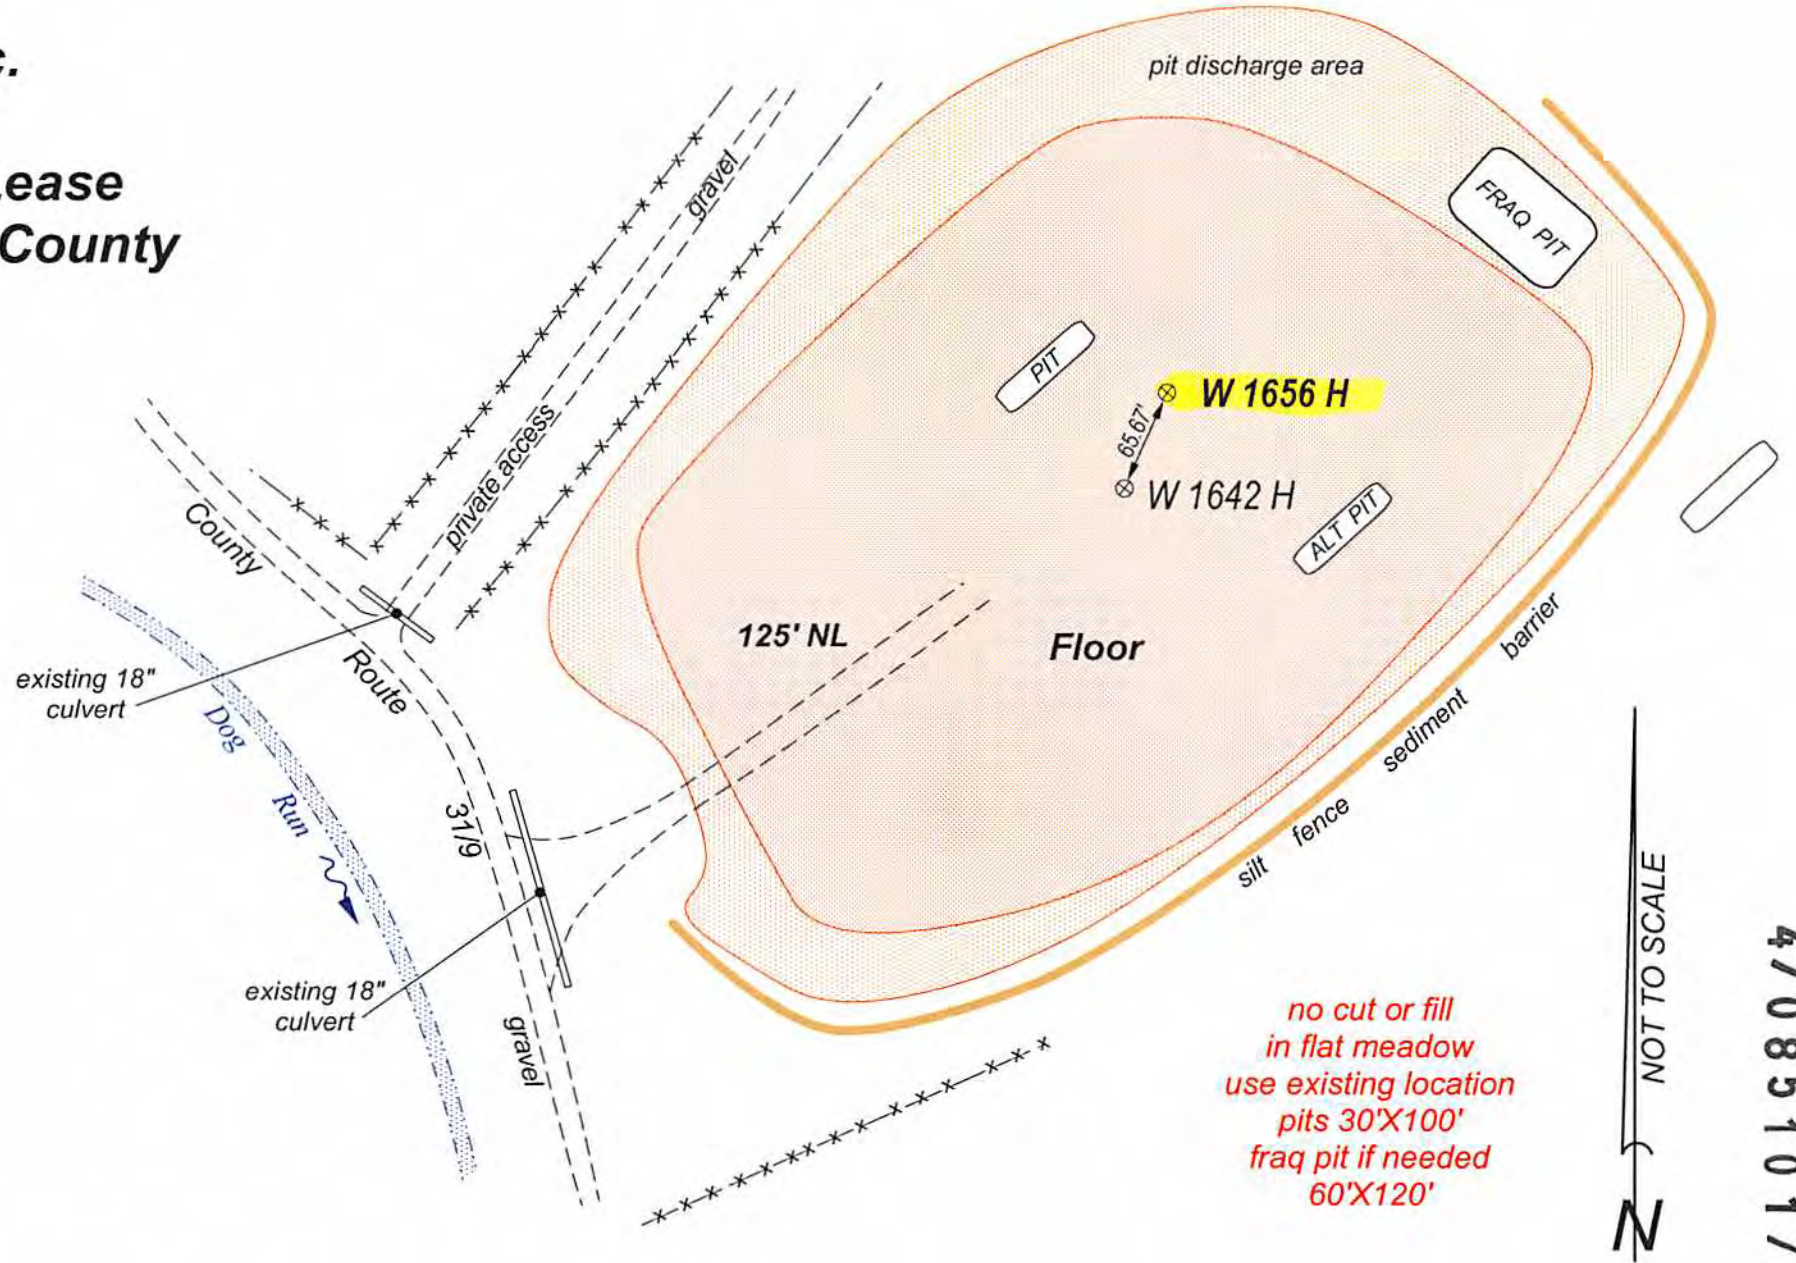 c.
Lease
County
pit discharge area
gravel
FRAQ PIT
PIT
W 1656 H
65.67'
W 1642 H
ALT PIT
private access
County
Route
31/9
gravel
existing 18"
culvert
Dog
Run
existing 18"
culvert
125' NL
Floor
silt fence sediment barrier
no cut or fill
in flat meadow
use existing location
pits 30'X100'
fraq pit if needed
60'X120'
NOT TO SCALE
N
470851017